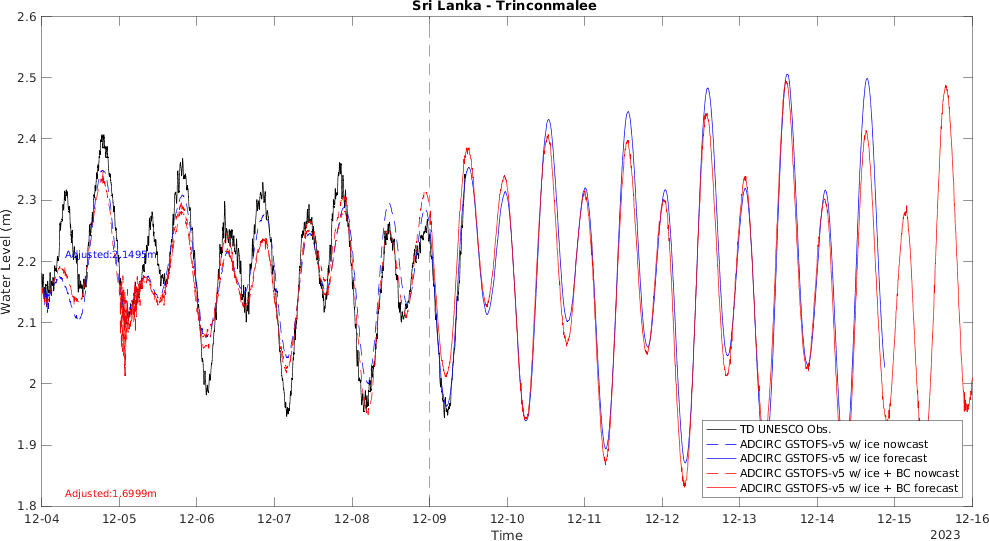 Sri Lanka - Trinconmalee
2.6
2.5
2.4
2.3
2.2
2.1
2
1.9
1.8
Water Level (m)
Adjusted:2.1495m
Adjusted:1.6999m
TD UNESCO Obs.
ADCIRC GSTOFS-v5 w/ ice nowcast
ADCIRC GSTOFS-v5 w/ ice forecast
ADCIRC GSTOFS-v5 w/ ice + BC nowcast
ADCIRC GSTOFS-v5 w/ ice + BC forecast
12-04 12-05 12-06 12-07 12-08 12-09 12-10 12-11 12-12 12-13 12-14 12-15 12-16
Time
2023